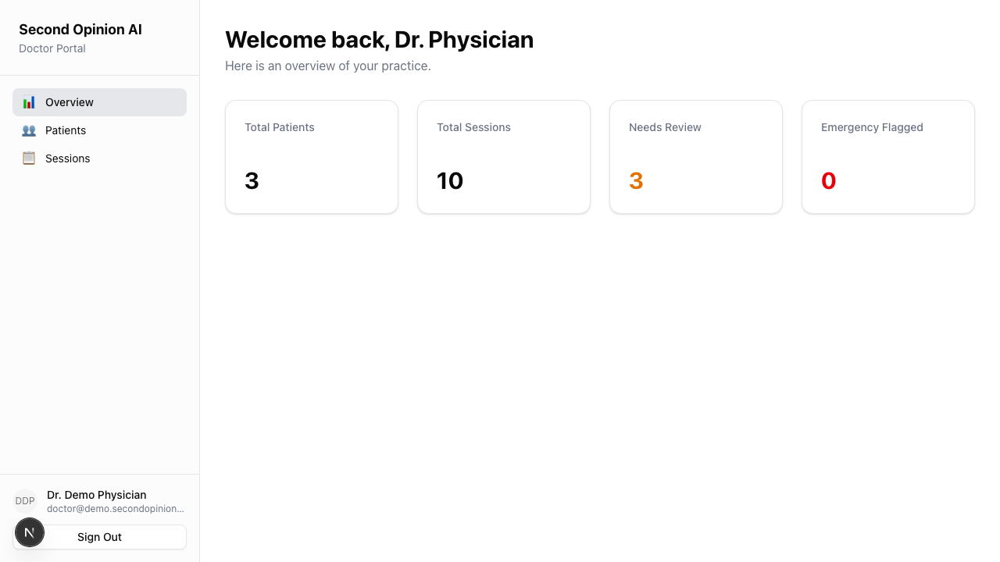 Second Opinion AI
Doctor Portal
Overview
Patients
Sessions
Dr. Demo Physician
doctor@demo.secondopinion...
DDP
N
Sign Out
Welcome back, Dr. Physician
Here is an overview of your practice.
Total Patients
3
Total Sessions
10
Needs Review
3
Emergency Flagged
0